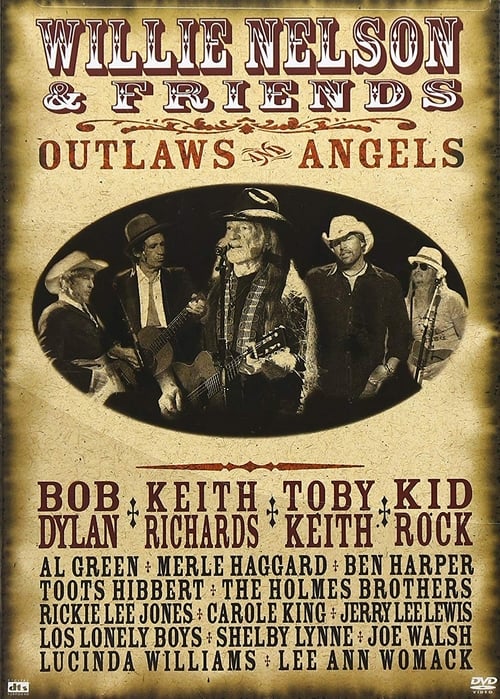 WILLIE NELSON
& FRIENDS
OUTLAWS AND ANGELS
BOB DYLAN ✣ KEITH RICHARDS ✣ TOBY KEITH ✣ KID ROCK
AL GREEN ✣ MERLE HAGGARD ✣ BEN HARPER
TOOTS HIBBERT ✣ THE HOLMES BROTHERS
RICKIE LEE JONES ✣ CAROLE KING ✣ JERRY LEE LEWIS
LOS LONELY BOYS ✣ SHELBY LYNNE ✣ JOE WALSH
LUCINDA WILLIAMS ✣ LEE ANN WOMACK
dts
DVD
VIDEO